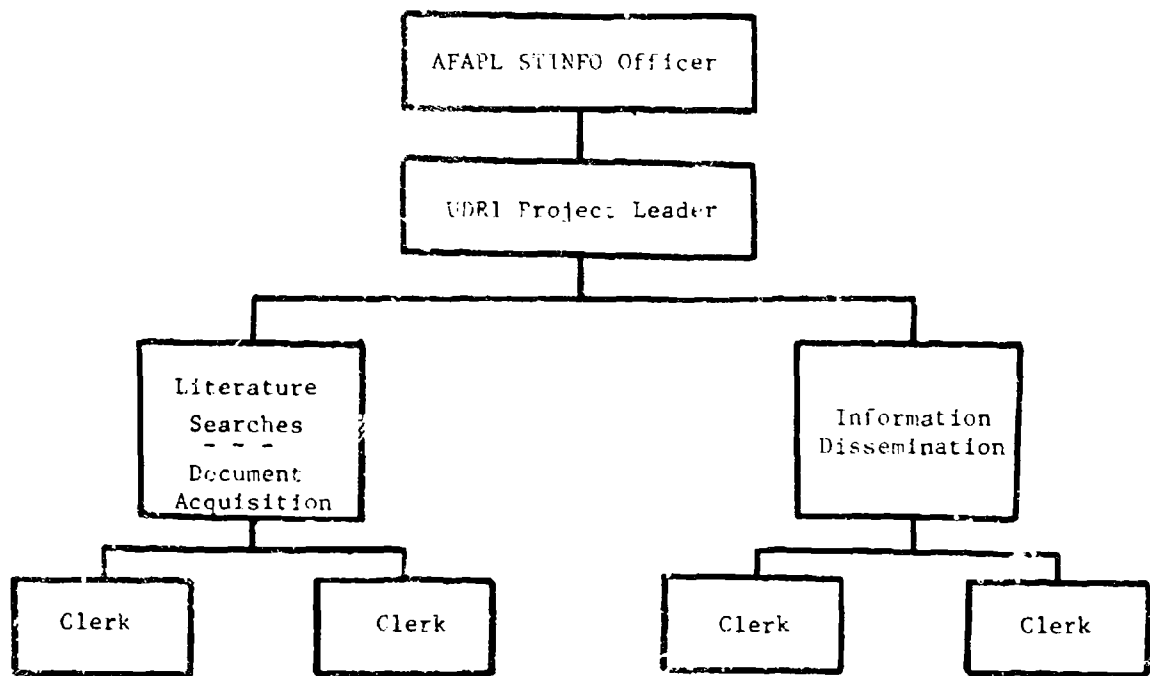 AFAPL STINFO Officer
UDRI Project Leader
Literature
Searches
- - -
Document
Acquisition
Information
Dissemination
Clerk
Clerk
Clerk
Clerk